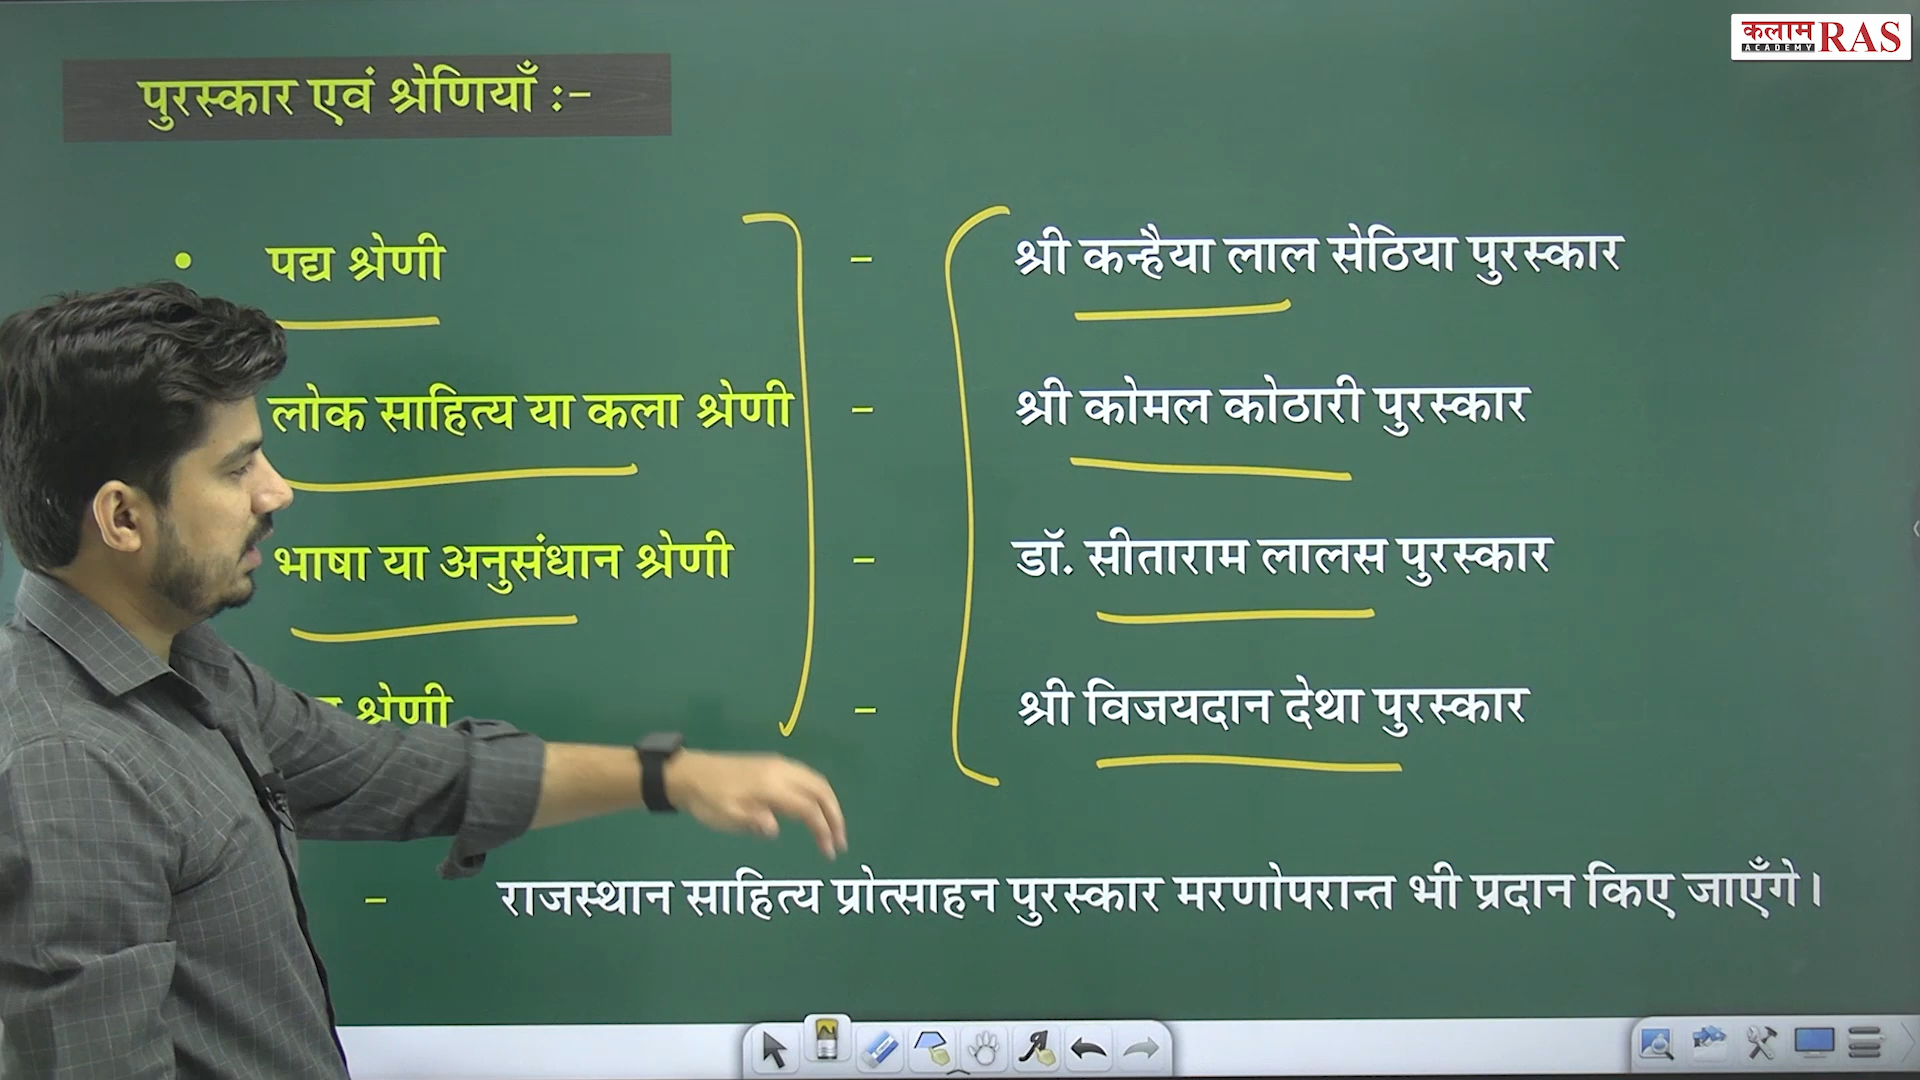 कलाम RAS
ACADEMY
पुरस्कार एवं श्रेणियाँ :-
• पद्य श्रेणी - श्री कन्हैया लाल सेठिया पुरस्कार
लोक साहित्य या कला श्रेणी - श्री कोमल कोठारी पुरस्कार
भाषा या अनुसंधान श्रेणी - डॉ. सीताराम लालस पुरस्कार
श्रेणी - श्री विजयदान देथा पुरस्कार
- राजस्थान साहित्य प्रोत्साहन पुरस्कार मरणोपरान्त भी प्रदान किए जाएँगे।